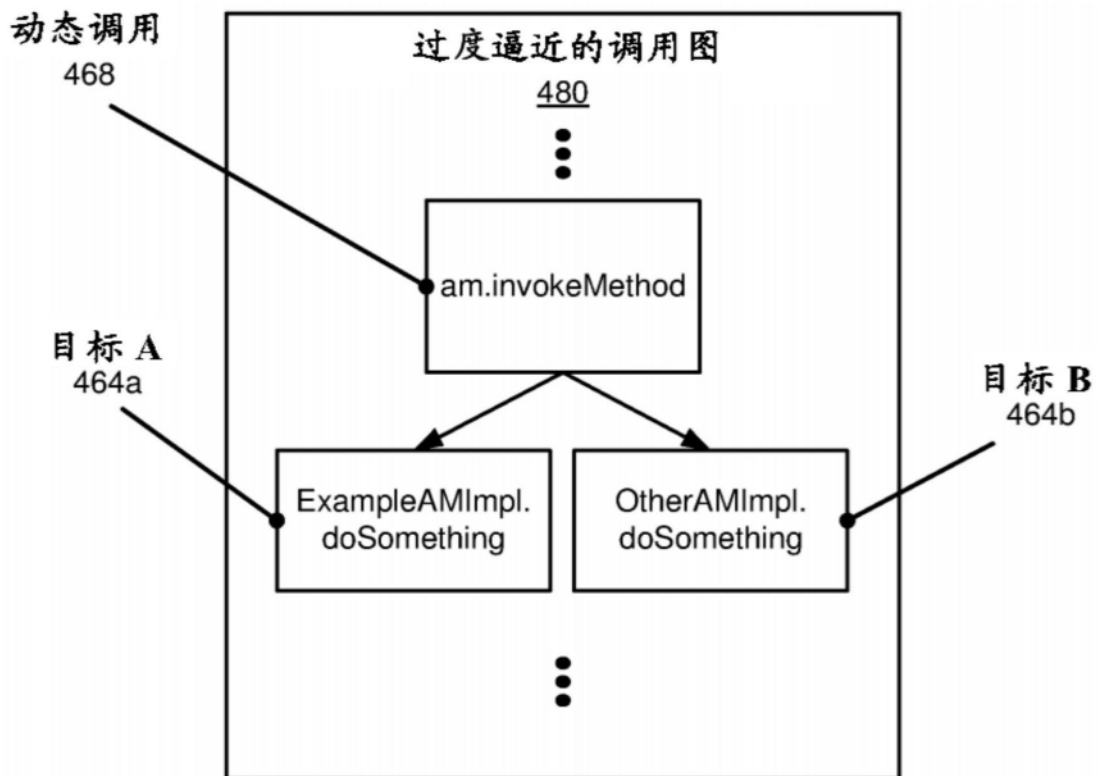 动态调用
468
过度逼近的调用图
480
am.invokeMethod
目标 A
464a
目标 B
464b
ExampleAMImpl.
doSomething
OtherAMImpl.
doSomething